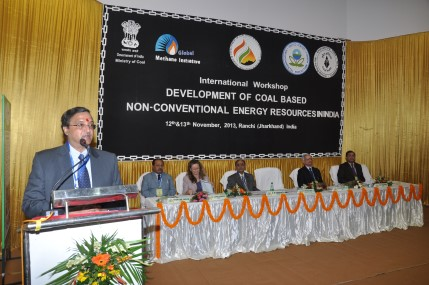 Government of India
Ministry of Coal
Global
Methane Initiative
International Workshop
DEVELOPMENT OF COAL BASED
NON-CONVENTIONAL ENERGY RESOURCES IN INDIA
12th & 13th November, 2013, Ranchi (Jharkhand) India